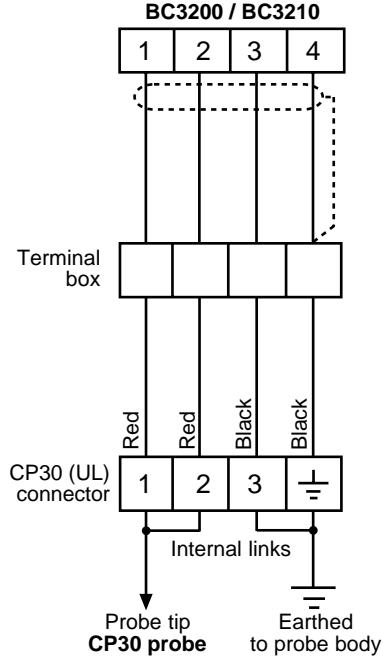 BC3200 / BC3210
1 2 3 4
Terminal
box
Red Red Black Black
CP30 (UL)
connector
1 2 3
Internal links
Probe tip
CP30 probe
Earthed
to probe body